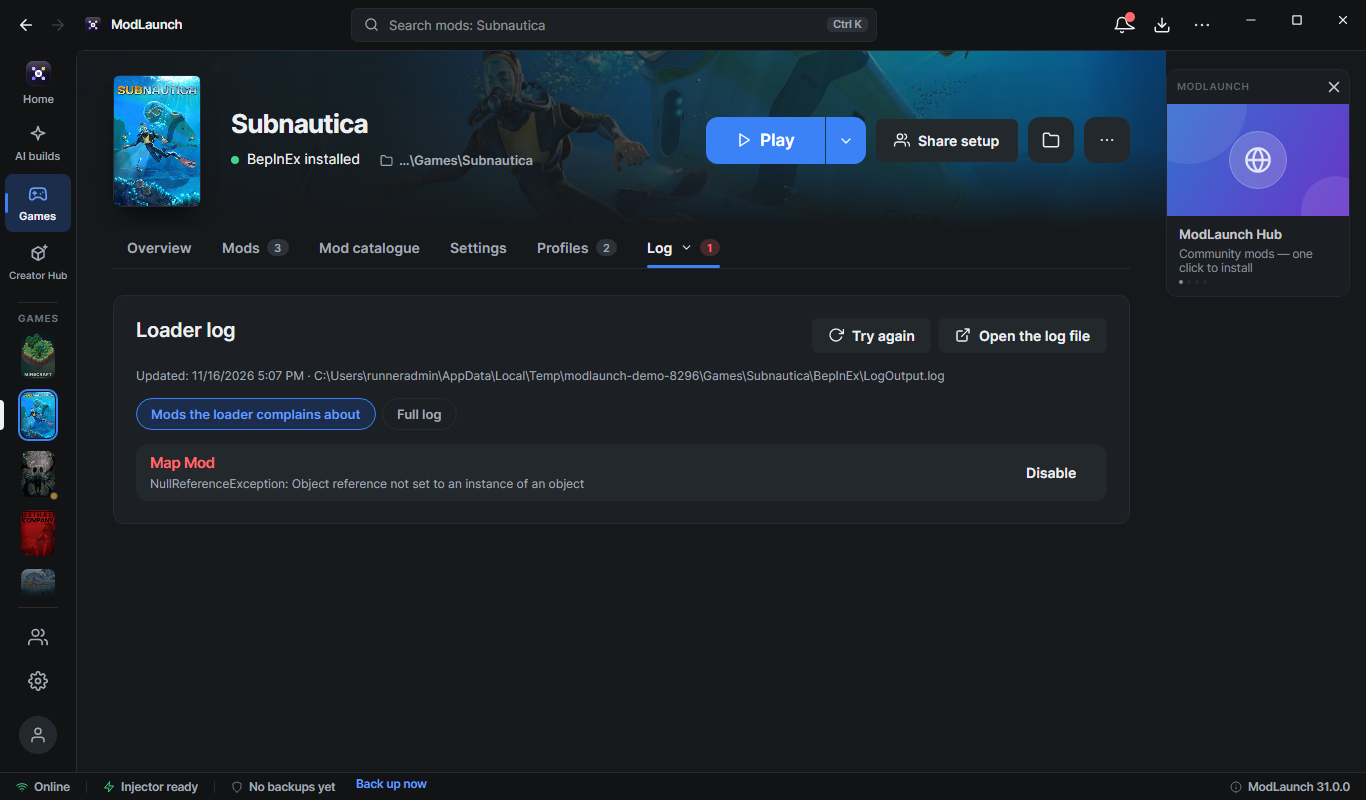 ModLaunch
Search mods: Subnautica
Ctrl K
Home
AI builds
Games
Creator Hub
GAMES
MINECRAFT
SUBNAUTICA
Subnautica
BepInEx installed
...\Games\Subnautica
Play
Share setup
Overview
Mods 3
Mod catalogue
Settings
Profiles 2
Log 1
Loader log
Try again
Open the log file
Updated: 11/16/2026 5:07 PM · C:\Users\runneradmin\AppData\Local\Temp\modlaunch-demo-8296\Games\Subnautica\BepInEx\LogOutput.log
Mods the loader complains about
Full log
Map Mod
NullReferenceException: Object reference not set to an instance of an object
Disable
MODLAUNCH
ModLaunch Hub
Community mods — one
click to install
LETHAL
COMPANY
Online
Injector ready
No backups yet
Back up now
ModLaunch 31.0.0